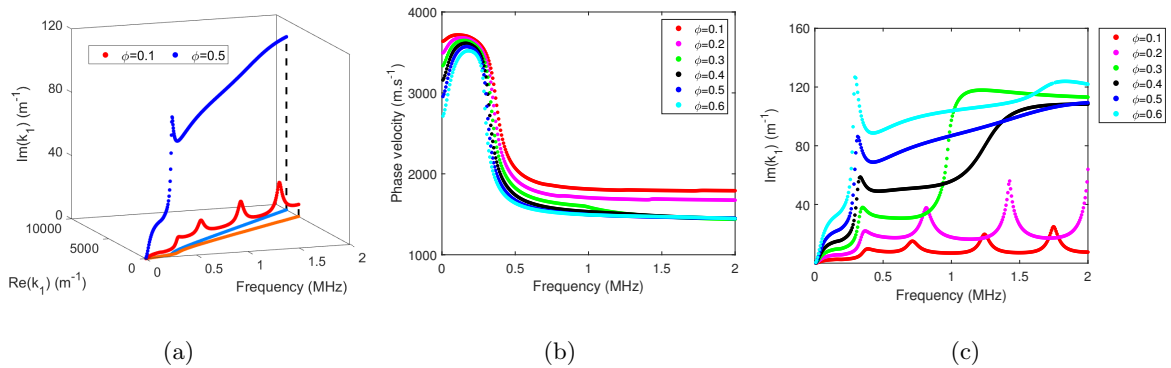 120
80
40
0
Im(k1) (m-1)
ϕ=0.1
ϕ=0.5
10000
5000
0
Re(k1) (m-1)
0
0.5
1
1.5
2
Frequency (MHz)
(a)
4000
3000
2000
1000
Phase velocity (m.s-1)
ϕ=0.1
ϕ=0.2
ϕ=0.3
ϕ=0.4
ϕ=0.5
ϕ=0.6
0
0.5
1
1.5
2
Frequency (MHz)
(b)
160
120
80
40
Im(k1) (m-1)
ϕ=0.1
ϕ=0.2
ϕ=0.3
ϕ=0.4
ϕ=0.5
ϕ=0.6
0
0.5
1
1.5
2
Frequency (MHz)
(c)